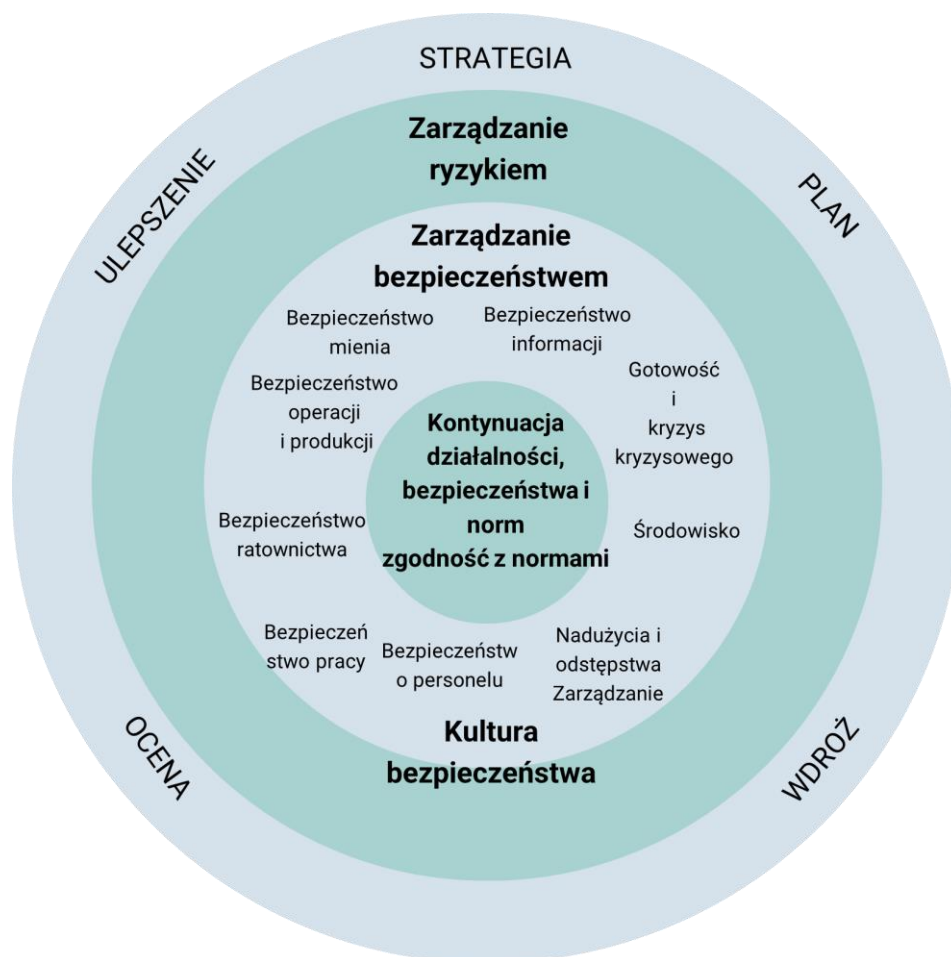 STRATEGIA
Zarządzanie
ryzykiem
ULEPSZENIE
PLAN
Zarządzanie
bezpieczeństwem
Bezpieczeństwo
mienia
Bezpieczeństwo
informacji
Bezpieczeństwo
operacji
i produkcji
Gotowość
i
kryzys
kryzysowego
Kontynuacja
działalności,
bezpieczeństwa i
norm
zgodność z normami
Bezpieczeństwo
ratownictwa
Środowisko
Bezpieczeń
stwo pracy
Bezpieczeństw
o personelu
Nadużycia i
odstępstwa
Zarządzanie
Kultura
bezpieczeństwa
OCENA
WDROŻ